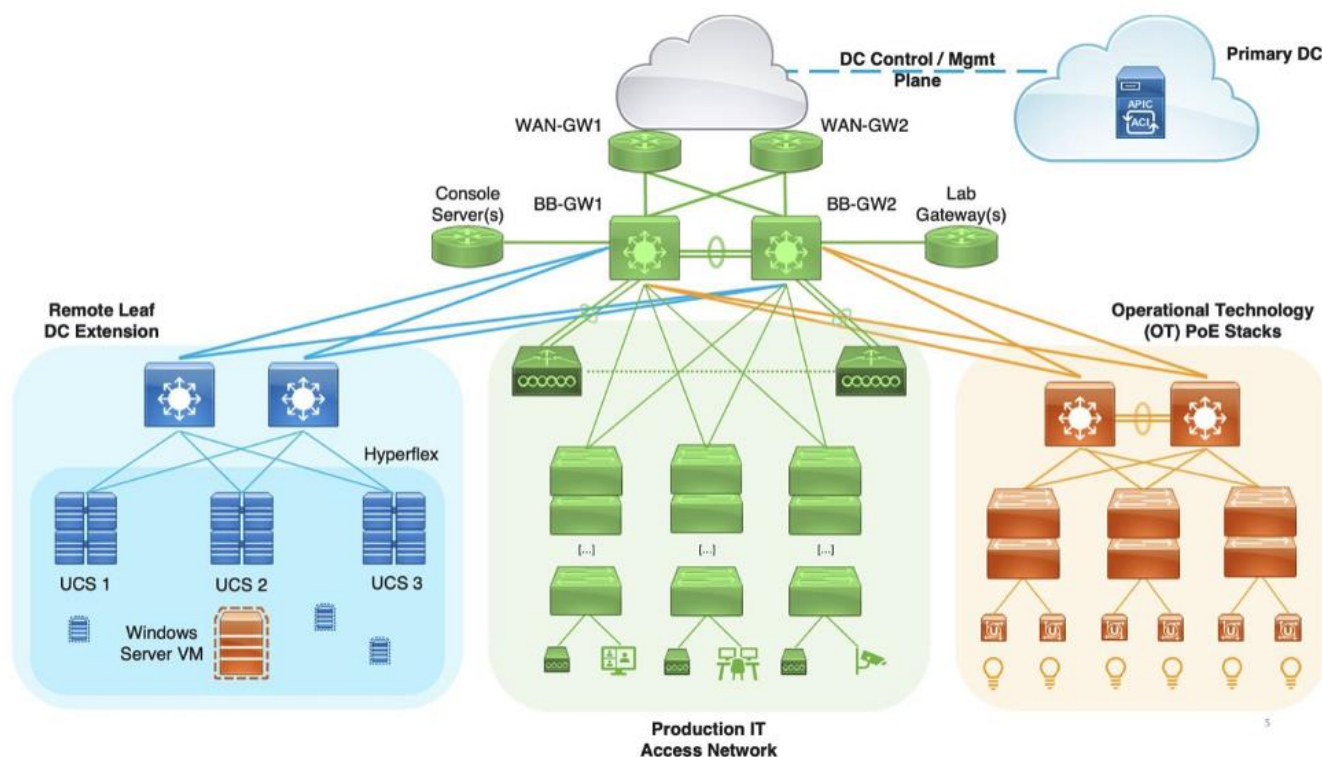 DC Control / Mgmt
Plane
Primary DC
APIC
ACI
WAN-GW1
WAN-GW2
Console
Server(s)
BB-GW1
BB-GW2
Lab
Gateway(s)
Remote Leaf
DC Extension
Operational Technology
(OT) PoE Stacks
Hyperflex
UCS 1
UCS 2
UCS 3
Windows
Server VM
[...]
[...]
[...]
U
U
U
U
U
U
Production IT
Access Network
5